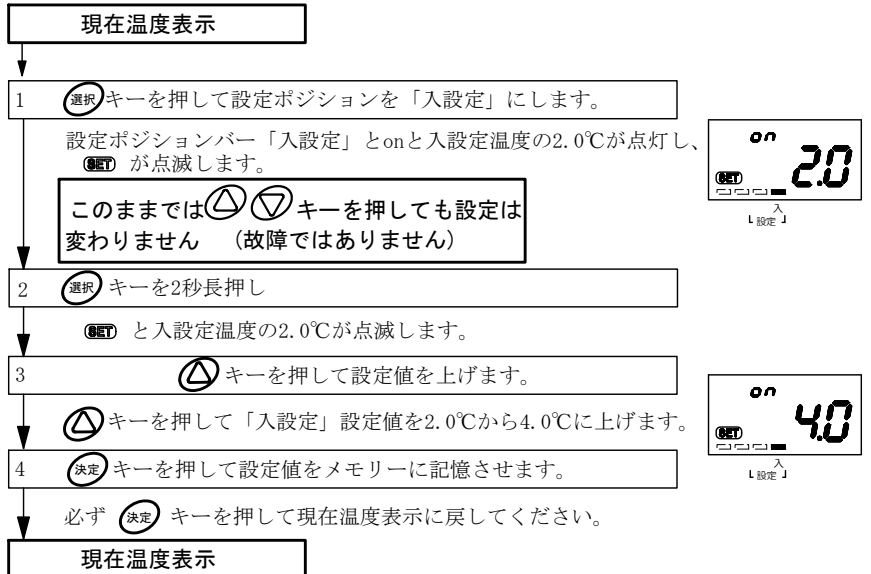 現在温度表示
1 選択キーを押して設定ポジションを「入設定」にします。
設定ポジションバー「入設定」とonと入設定温度の2.0℃が点灯し、
SET が点滅します。
on
2.0
SET
入
設定
このままでは△▽キーを押しても設定は
変わりません (故障ではありません)
2 選択キーを2秒長押し
SET と入設定温度の2.0℃が点滅します。
3 △キーを押して設定値を上げます。
△キーを押して「入設定」設定値を2.0℃から4.0℃に上げます。
on
4.0
SET
入
設定
4 決定キーを押して設定値をメモリーに記憶させます。
必ず 決定 キーを押して現在温度表示に戻してください。
現在温度表示